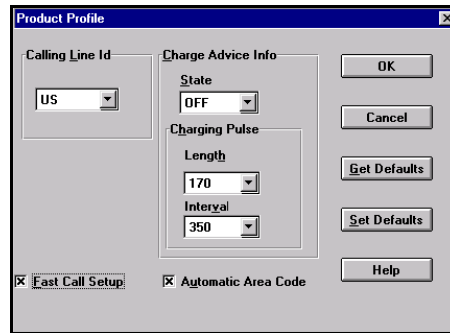 Product Profile
Calling Line Id
US
Charge Advice Info
State
OFF
Charging Pulse
Length
170
Interval
350
OK
Cancel
Get Defaults
Set Defaults
Help
Fast Call Setup
Automatic Area Code